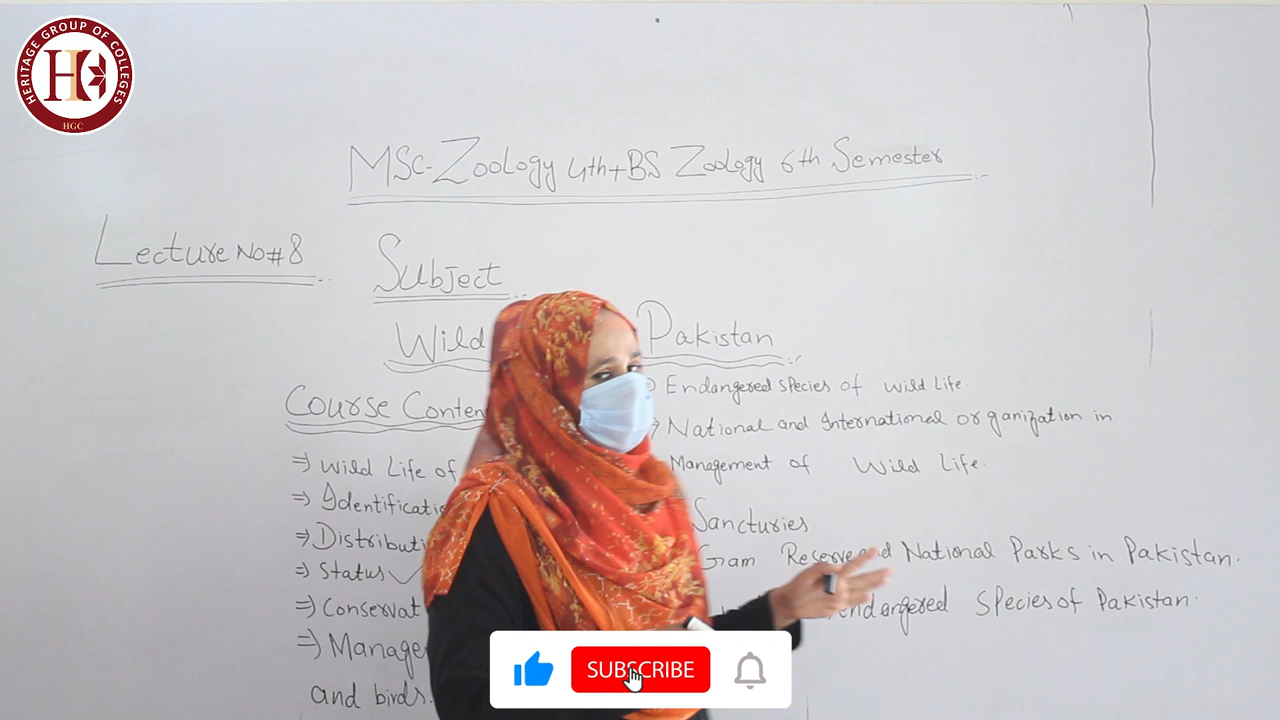 HERITAGE GROUP OF COLLEGES
HGC
MSc-Zoology 4th+BS Zoology 6th Semester
Lecture No#8
Subject
Wild Pakistan
Course Conten
=> Wild Life of
=> Identificatio
=> Distributi
=> Status ✓
=> Conservat
=> Manage
and birds.
Endangered Species of Wild Life.
National and International organization in
Management of Wild Life.
Sancturies
Gam Reserve and National Parks in Pakistan.
endangered Species of Pakistan.
SUBSCRIBE